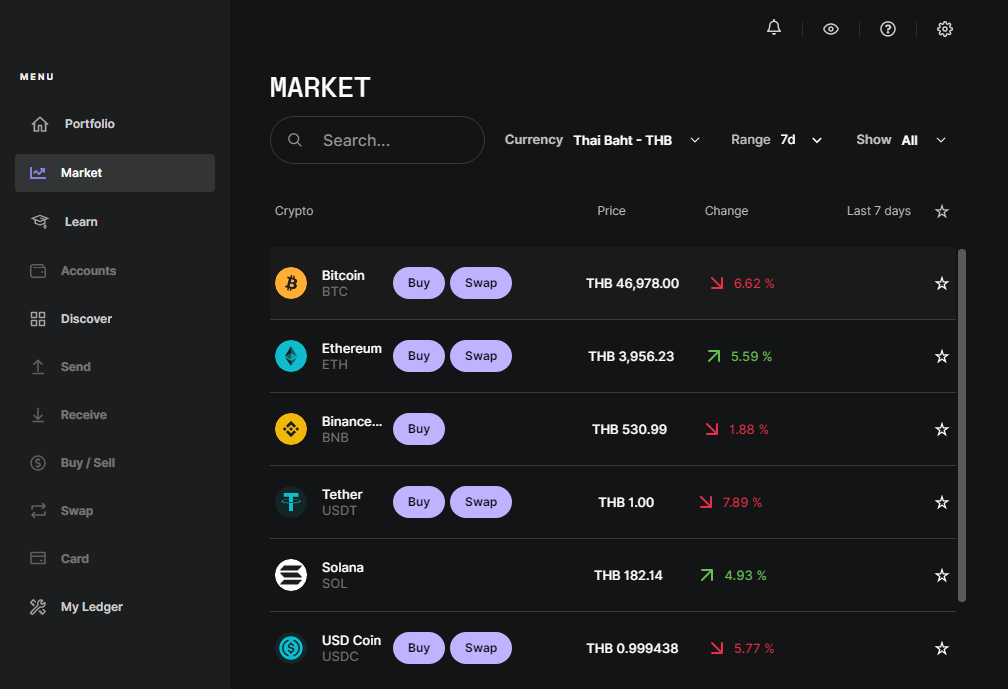 MENU
Portfolio
Market
Learn
Accounts
Discover
Send
Receive
Buy / Sell
Swap
Card
My Ledger
MARKET
Search...
Currency Thai Baht - THB
Range 7d
Show All
Crypto Price Change Last 7 days
Bitcoin
BTC
Buy Swap THB 46,978.00 6.62 %
Ethereum
ETH
Buy Swap THB 3,956.23 5.59 %
Binance...
BNB
Buy THB 530.99 1.88 %
Tether
USDT
Buy Swap THB 1.00 7.89 %
Solana
SOL
THB 182.14 4.93 %
USD Coin
USDC
Buy Swap THB 0.999438 5.77 %